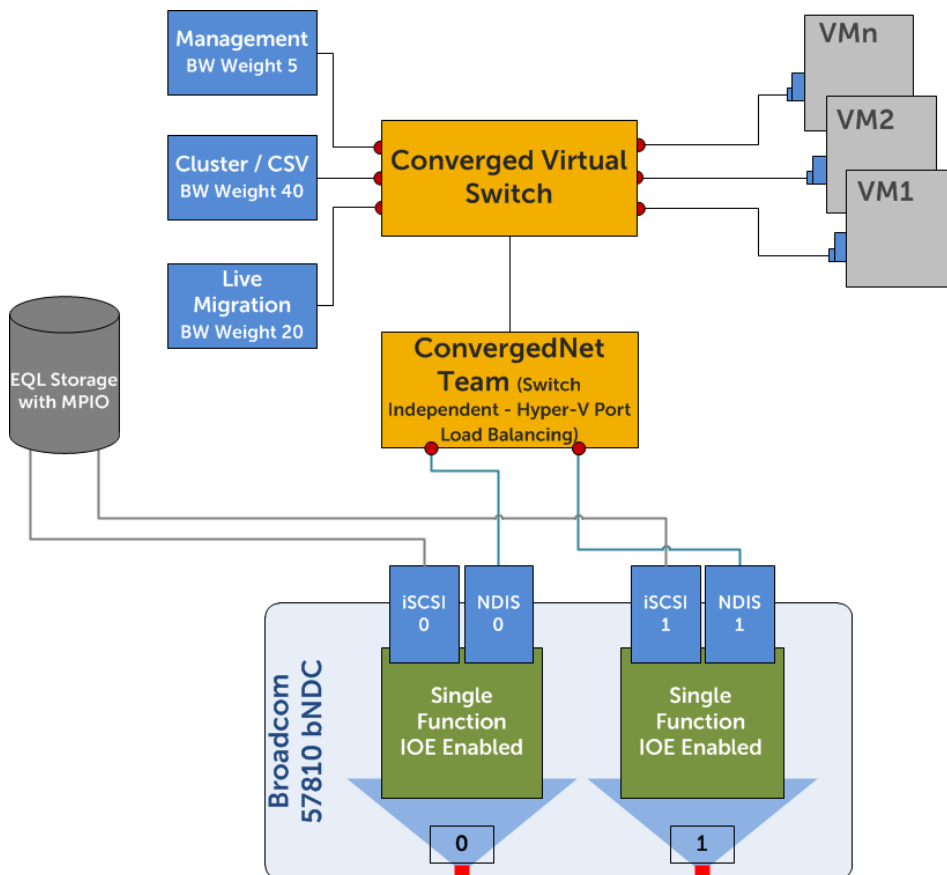 Management
BW Weight 5
Cluster / CSV
BW Weight 40
Live
Migration
BW Weight 20
Converged Virtual
Switch
VMn
VM2
VM1
EQL Storage
with MPIO
ConvergedNet
Team (Switch
Independent - Hyper-V Port
Load Balancing)
iSCSI
0
NDIS
0
iSCSI
1
NDIS
1
Broadcom
57810 bNDC
Single
Function
IOE Enabled
Single
Function
IOE Enabled
0
1